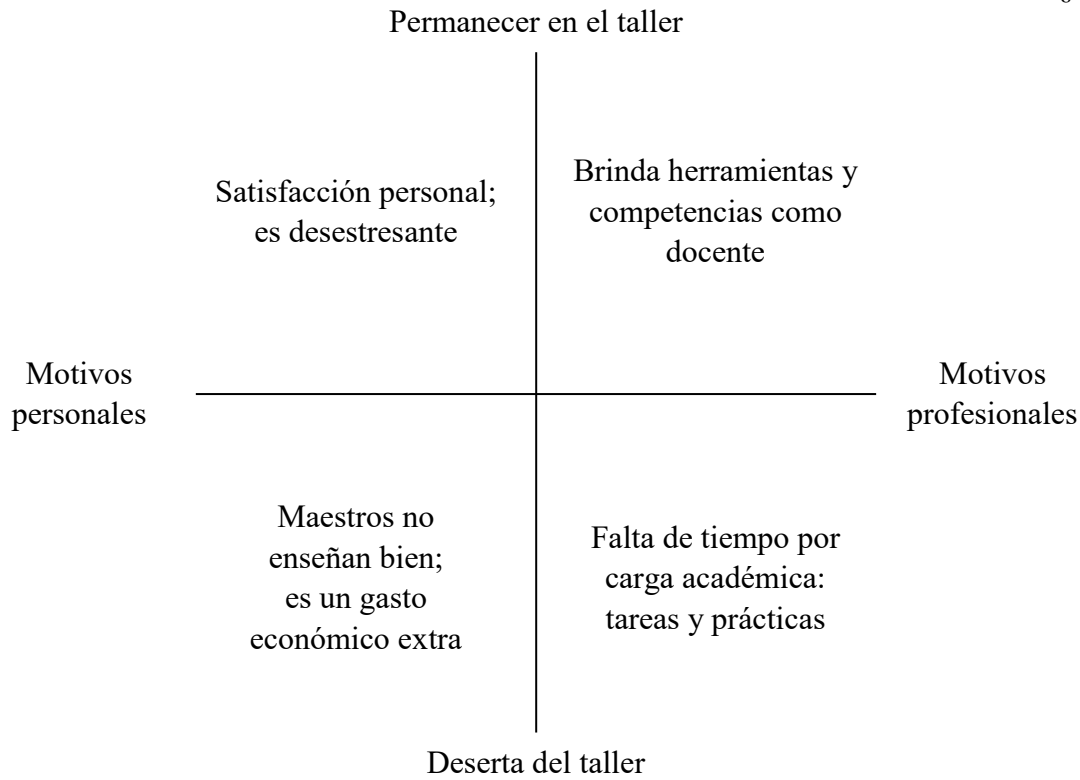 Permanecer en el taller
Satisfacción personal;
es desestresante
Brinda herramientas y
competencias como
docente
Motivos
personales
Motivos
profesionales
Maestros no
enseñan bien;
es un gasto
económico extra
Falta de tiempo por
carga académica:
tareas y prácticas
Deserta del taller